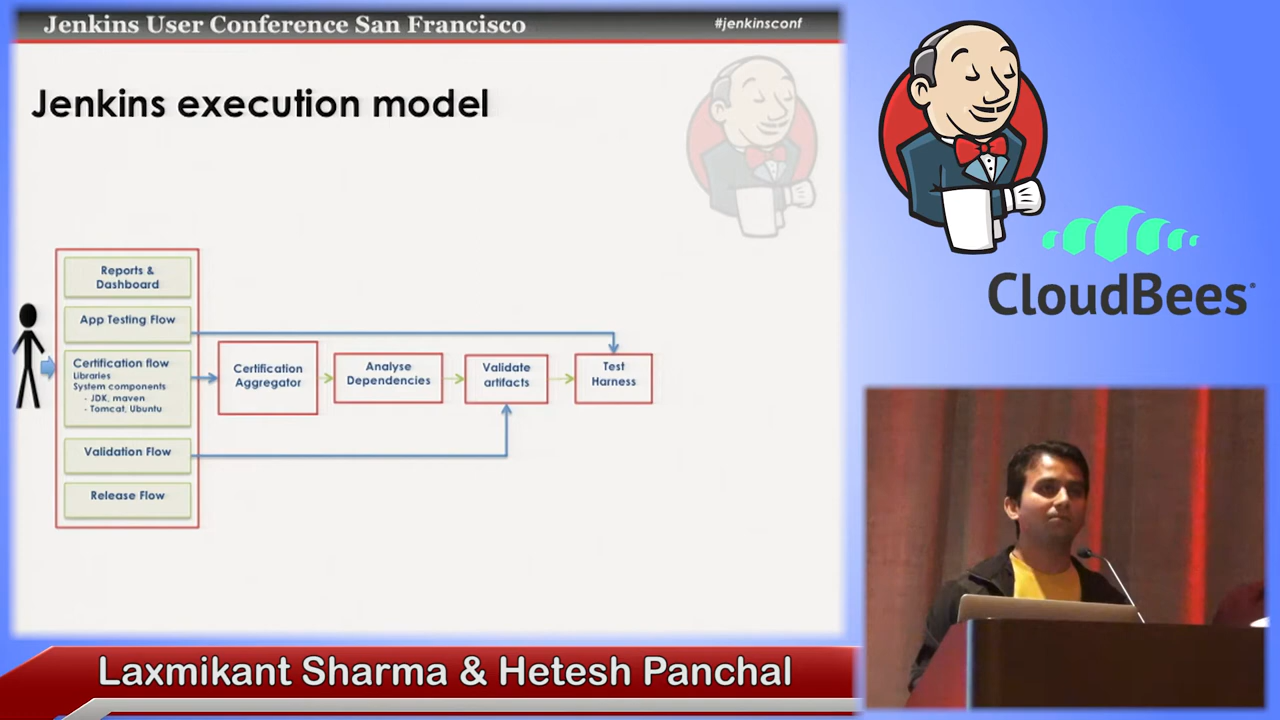 Jenkins User Conference San Francisco
#jenkinsconf
Jenkins execution model
Reports &
Dashboard
App Testing Flow
Certification flow
Libraries
System components
- JDK, maven
- Tomcat, Ubuntu
Validation Flow
Release Flow
Certification
Aggregator
Analyse
Dependencies
Validate
artifacts
Test
Harness
CloudBees
Laxmikant Sharma & Hetesh Panchal